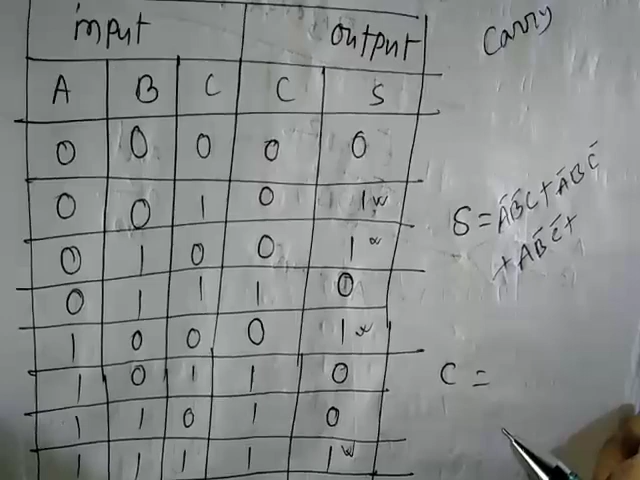 input output Carry
A B C C S
0 0 0 0 0
0 0 1 0 1
0 1 0 0 1
0 1 1 1 0
1 0 0 0 1
1 0 1 1 0
1 1 0 1 0
1 1 1 1 1
S = A̅B̅C + A̅BC̅
+ AB̅C̅ +
C =